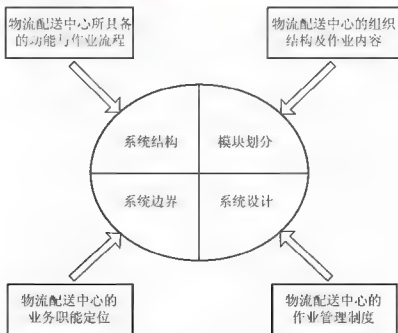 物流配送中心所具备
的功能与作业流程
物流配送中心的组织
结构及作业内容
系统结构
模块划分
系统边界
系统设计
物流配送中心的
业务职能定位
物流配送中心的
作业管理制度